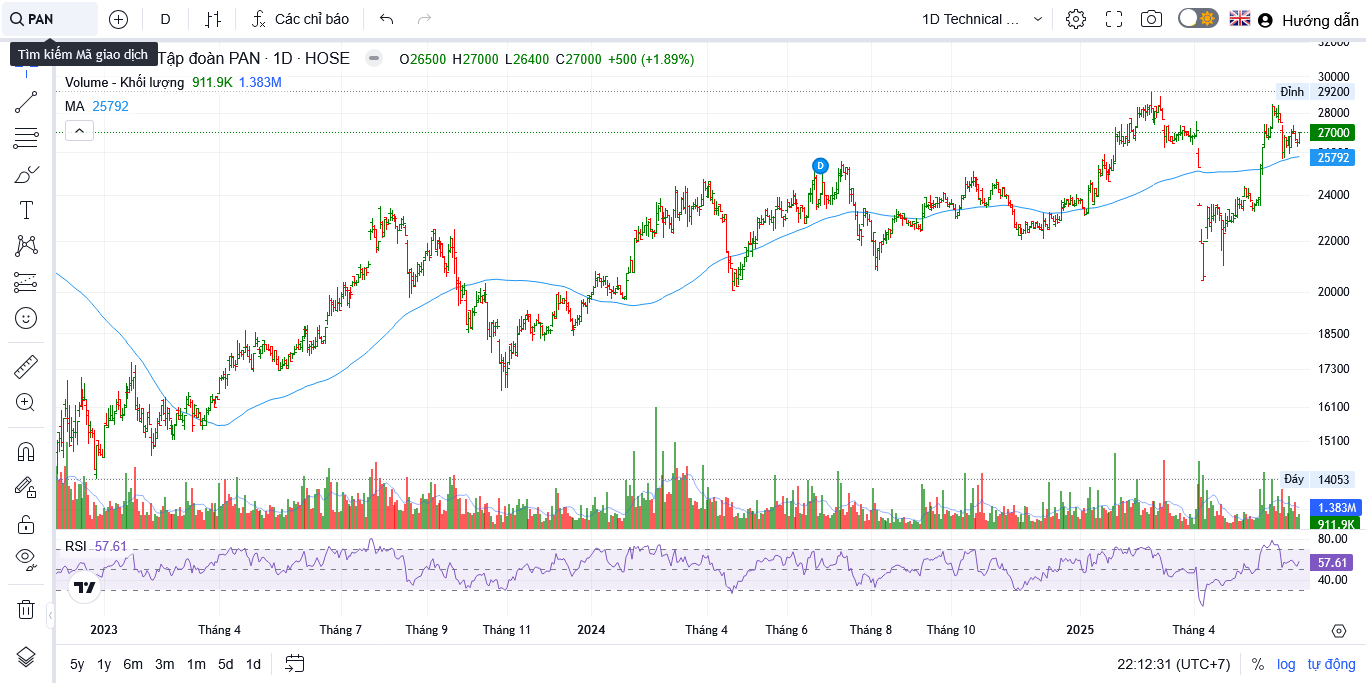 PAN
D
Các chỉ báo
1D Technical ...
Hướng dẫn
Tìm kiếm Mã giao dịch
Tập đoàn PAN · 1D · HOSE
O26500 H27000 L26400 C27000 +500 (+1.89%)
Volume - Khối lượng 911.9K 1.383M
MA 25792
32000
30000
Đỉnh 29200
28000
27000
25792
24000
22000
20000
18500
17300
16100
15100
Đáy 14053
1.383M
911.9K
D
RSI 57.61
80.00
57.61
40.00
2023 Tháng 4 Tháng 7 Tháng 9 Tháng 11 2024 Tháng 4 Tháng 6 Tháng 8 Tháng 10 2025 Tháng 4
5y 1y 6m 3m 1m 5d 1d
22:12:31 (UTC+7) % log tự động